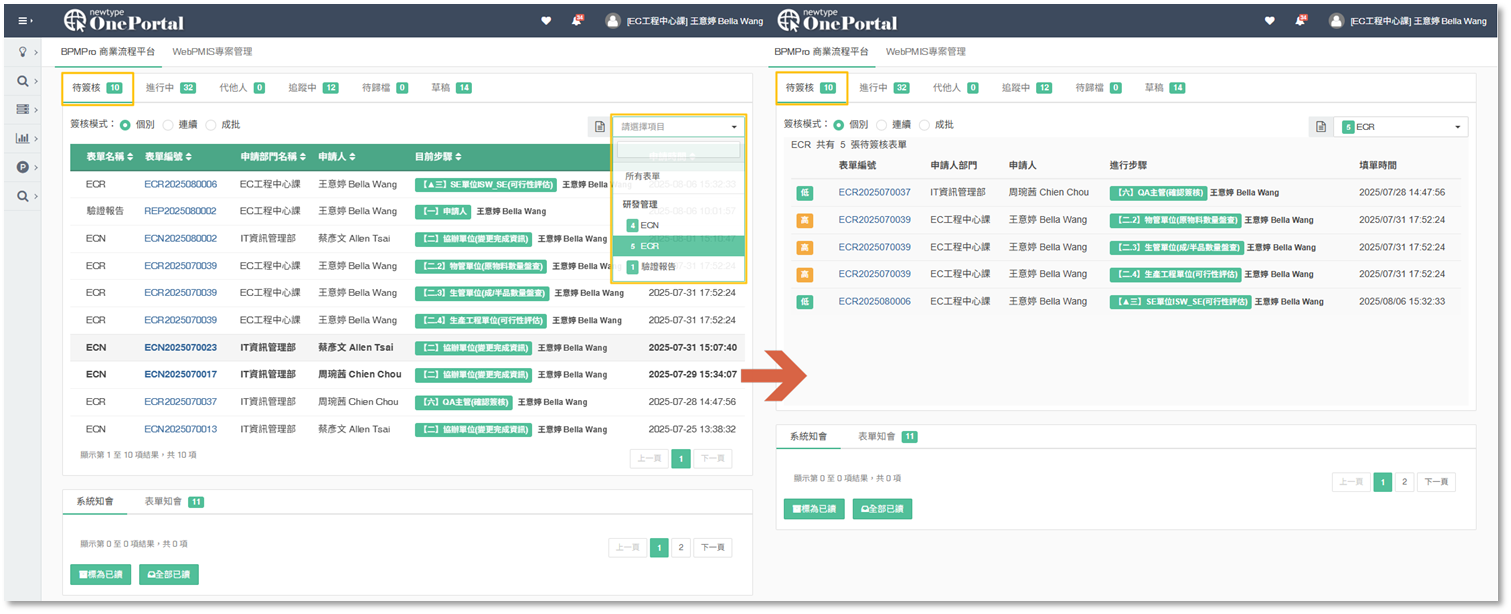 newtype
OnePortal
24
[EC工程中心課] 王意婷 Bella Wang
BPMPro 商業流程平台 WebPMIS專案管理
待簽核 10 進行中 32 代他人 0 追蹤中 12 待歸檔 0 草稿 14
簽核模式： 個別 連續 成批
請選擇項目
所有表單
研發管理
4 ECN
5 ECR
1 驗證報告
表單名稱 表單編號 申請部門名稱 申請人 目前步驟
ECR ECR2025080006 EC工程中心課 王意婷 Bella Wang 【▲三】SE單位ISW_SE(可行性評估) 王意婷 Bella Wang 2025-08-06 15:32:33
驗證報告 REP2025080002 EC工程中心課 王意婷 Bella Wang 【一】申請人 王意婷 Bella Wang 2025-08-06 10:01:57
ECN ECN2025080002 IT資訊管理部 蔡彥文 Allen Tsai 【二】協辦單位(變更完成資訊) 王意婷 Bella Wang
ECR ECR2025070039 EC工程中心課 王意婷 Bella Wang 【二.2】物管單位(原物料數量盤查) 王意婷 Bella Wang 2025-07-31 17:52:24
ECR ECR2025070039 EC工程中心課 王意婷 Bella Wang 【二.3】生管單位(成/半品數量盤查) 王意婷 Bella Wang 2025-07-31 17:52:24
ECR ECR2025070039 EC工程中心課 王意婷 Bella Wang 【二.4】生產工程單位(可行性評估) 王意婷 Bella Wang 2025-07-31 17:52:24
ECN ECN2025070023 IT資訊管理部 蔡彥文 Allen Tsai 【二】協辦單位(變更完成資訊) 王意婷 Bella Wang 2025-07-31 15:07:40
ECN ECN2025070017 IT資訊管理部 周琬茜 Chien Chou 【二】協辦單位(變更完成資訊) 王意婷 Bella Wang 2025-07-29 15:34:07
ECR ECR2025070037 IT資訊管理部 周琬茜 Chien Chou 【六】QA主管(確認簽核) 王意婷 Bella Wang 2025-07-28 14:47:56
ECN ECN2025070013 IT資訊管理部 蔡彥文 Allen Tsai 【二】協辦單位(變更完成資訊) 王意婷 Bella Wang 2025-07-25 13:38:32
顯示第 1 至 10 項結果，共 10 項
上一頁 1 下一頁
系統知會 表單知會 11
顯示第 0 至 0 項結果，共 0 項
上一頁 1 2 下一頁
標為已讀 全部已讀
P
newtype
OnePortal
24
[EC工程中心課] 王意婷 Bella Wang
BPMPro 商業流程平台 WebPMIS專案管理
待簽核 10 進行中 32 代他人 0 追蹤中 12 待歸檔 0 草稿 14
簽核模式： 個別 連續 成批
5 ECR
ECR 共有 5 張待簽核表單
表單編號 申請人部門 申請人 進行步驟 填單時間
低 ECR2025070037 IT資訊管理部 周琬茜 Chien Chou 【六】QA主管(確認簽核) 王意婷 Bella Wang 2025/07/28 14:47:56
高 ECR2025070039 EC工程中心課 王意婷 Bella Wang 【二.2】物管單位(原物料數量盤查) 王意婷 Bella Wang 2025/07/31 17:52:24
高 ECR2025070039 EC工程中心課 王意婷 Bella Wang 【二.3】生管單位(成/半品數量盤查) 王意婷 Bella Wang 2025/07/31 17:52:24
高 ECR2025070039 EC工程中心課 王意婷 Bella Wang 【二.4】生產工程單位(可行性評估) 王意婷 Bella Wang 2025/07/31 17:52:24
低 ECR2025080006 EC工程中心課 王意婷 Bella Wang 【▲三】SE單位ISW_SE(可行性評估) 王意婷 Bella Wang 2025/08/06 15:32:33
系統知會 表單知會 11
顯示第 0 至 0 項結果，共 0 項
上一頁 1 2 下一頁
標為已讀 全部已讀